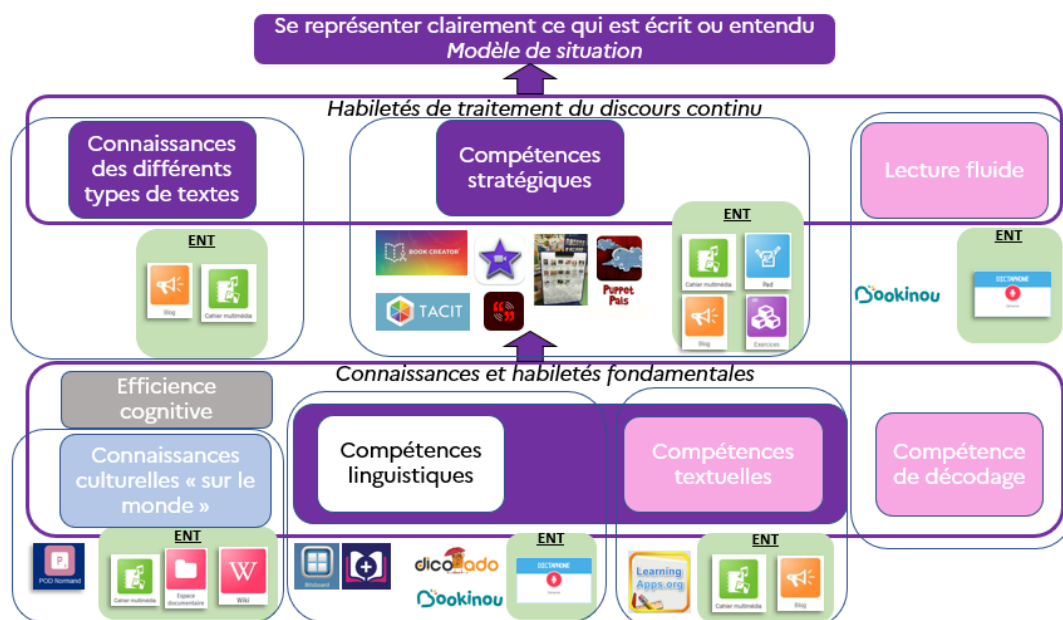 Se représenter clairement ce qui est écrit ou entendu
Modèle de situation
Habiletés de traitement du discours continu
Connaissances
des différents
types de textes
Compétences
stratégiques
Lecture fluide
ENT
Blog
Cahier multimédia
BOOK CREATOR
TACIT
Puppet
Pals
ENT
Cahier multimédia
Pad
Blog
Exercices
Bookinou
ENT
DICTAPHONE
Connaissances et habiletés fondamentales
Efficience
cognitive
Connaissances
culturelles « sur le
monde »
Compétences
linguistiques
Compétences
textuelles
Compétence
de décodage
POD Normand
ENT
Cahier multimédia
Espace
documentaire
W
Wiki
dicolado
Bookinou
ENT
DICTAPHONE
Learning
Apps.org
ENT
Cahier multimédia
Blog